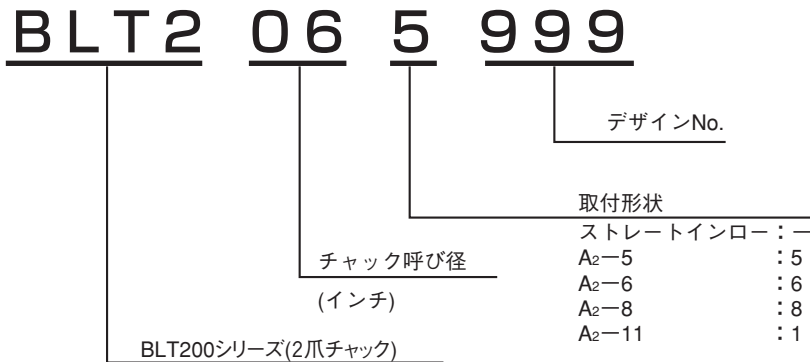 BLT2 06 5 999
デザインNo.
取付形状
ストレートインロー:ー
A2ー5 :5
A2ー6 :6
A2ー8 :8
A2ー11 :1
チャック呼び径
(インチ)
BLT200シリーズ(2爪チャック)